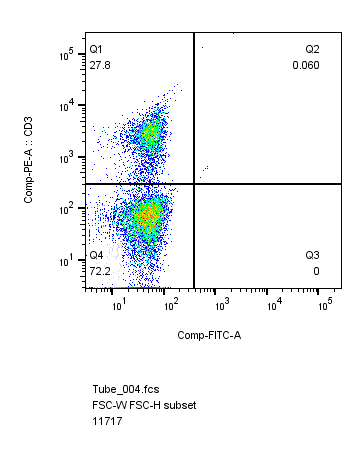 Q1
27.8
Q2
0.060
Q4
72.2
Q3
0
10^5
10^4
10^3
10^2
10^1
Comp-PE-A :: CD3
10^1 10^2 10^3 10^4 10^5
Comp-FITC-A
Tube_004.fcs
FSC-W FSC-H subset
11717